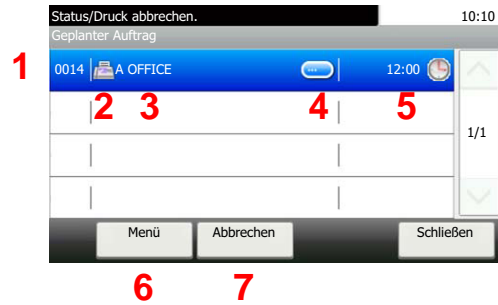 Status/Druck abbrechen. 10:10
Geplanter Auftrag
1 0014 A OFFICE 12:00
2 3 4 5
1/1
Menü Abbrechen Schließen
6 7